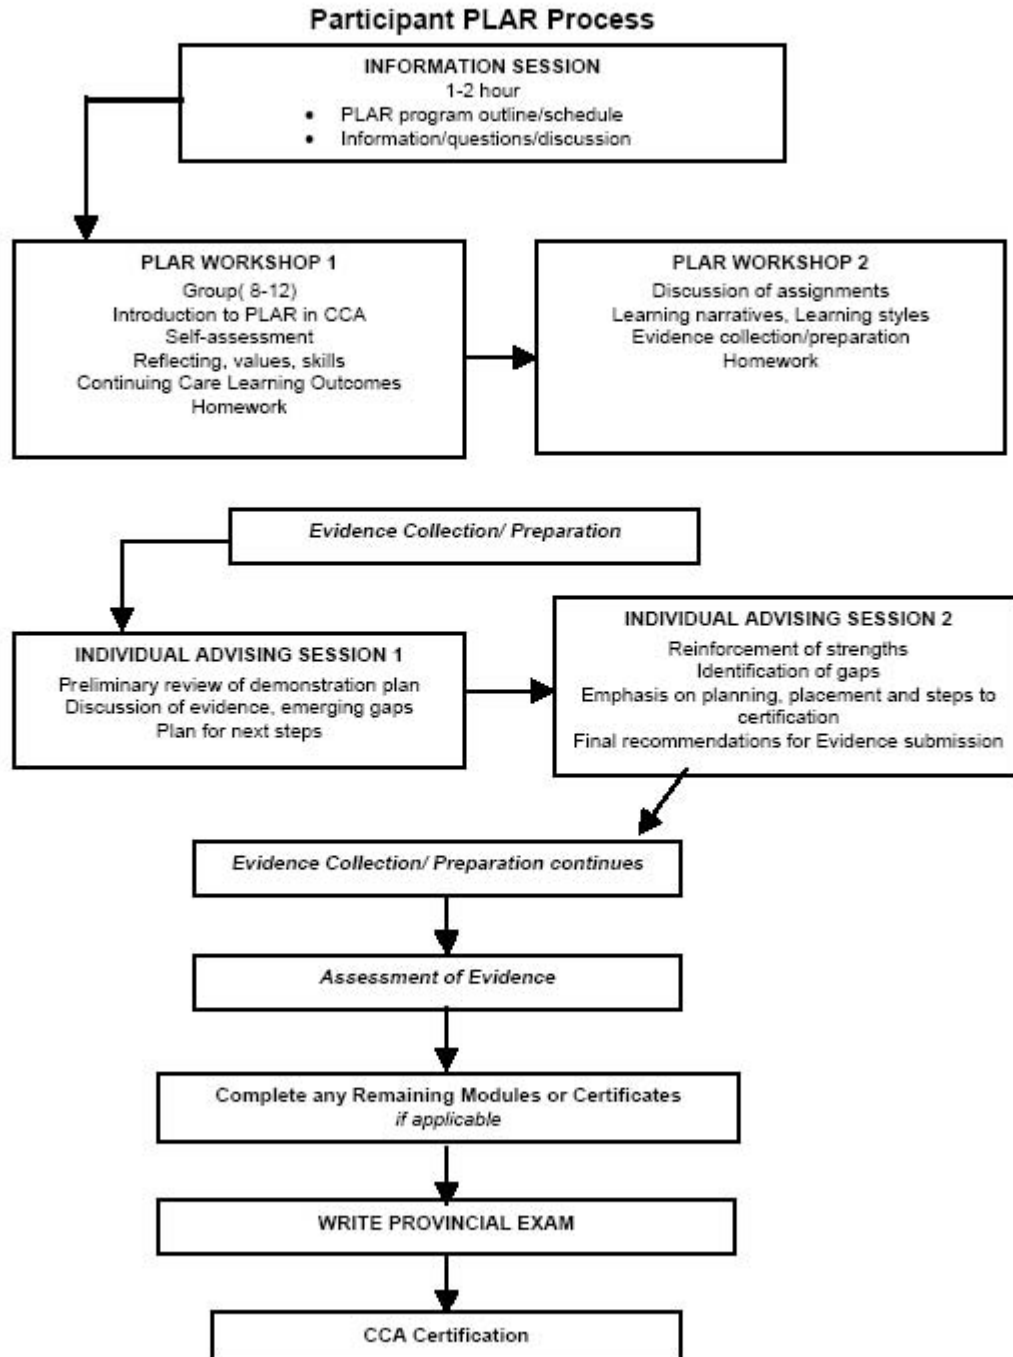 Participant PLAR Process
INFORMATION SESSION
1-2 hour
• PLAR program outline/schedule
• Information/questions/discussion
PLAR WORKSHOP 1
Group( 8-12)
Introduction to PLAR in CCA
Self-assessment
Reflecting, values, skills
Continuing Care Learning Outcomes
Homework
PLAR WORKSHOP 2
Discussion of assignments
Learning narratives, Learning styles
Evidence collection/preparation
Homework
Evidence Collection/ Preparation
INDIVIDUAL ADVISING SESSION 1
Preliminary review of demonstration plan
Discussion of evidence, emerging gaps
Plan for next steps
INDIVIDUAL ADVISING SESSION 2
Reinforcement of strengths
Identification of gaps
Emphasis on planning, placement and steps to
certification
Final recommendations for Evidence submission
Evidence Collection/ Preparation continues
Assessment of Evidence
Complete any Remaining Modules or Certificates
if applicable
WRITE PROVINCIAL EXAM
CCA Certification